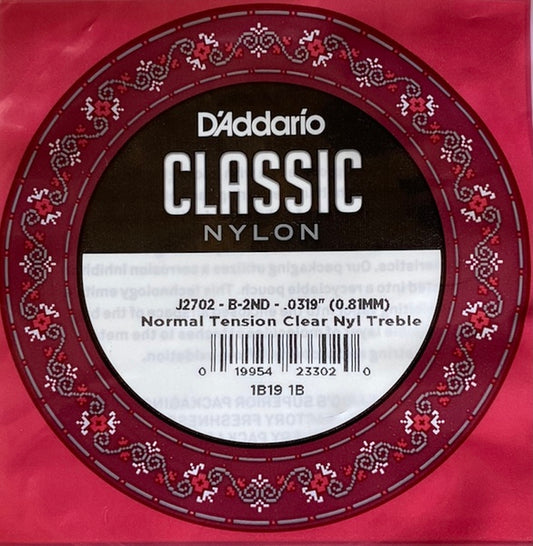 D'Addario
CLASSIC
NYLON
J2702 - B-2ND - .0319" (0.81MM)
Normal Tension Clear Nyl Treble
0 19954 23302 0
1B19 1B